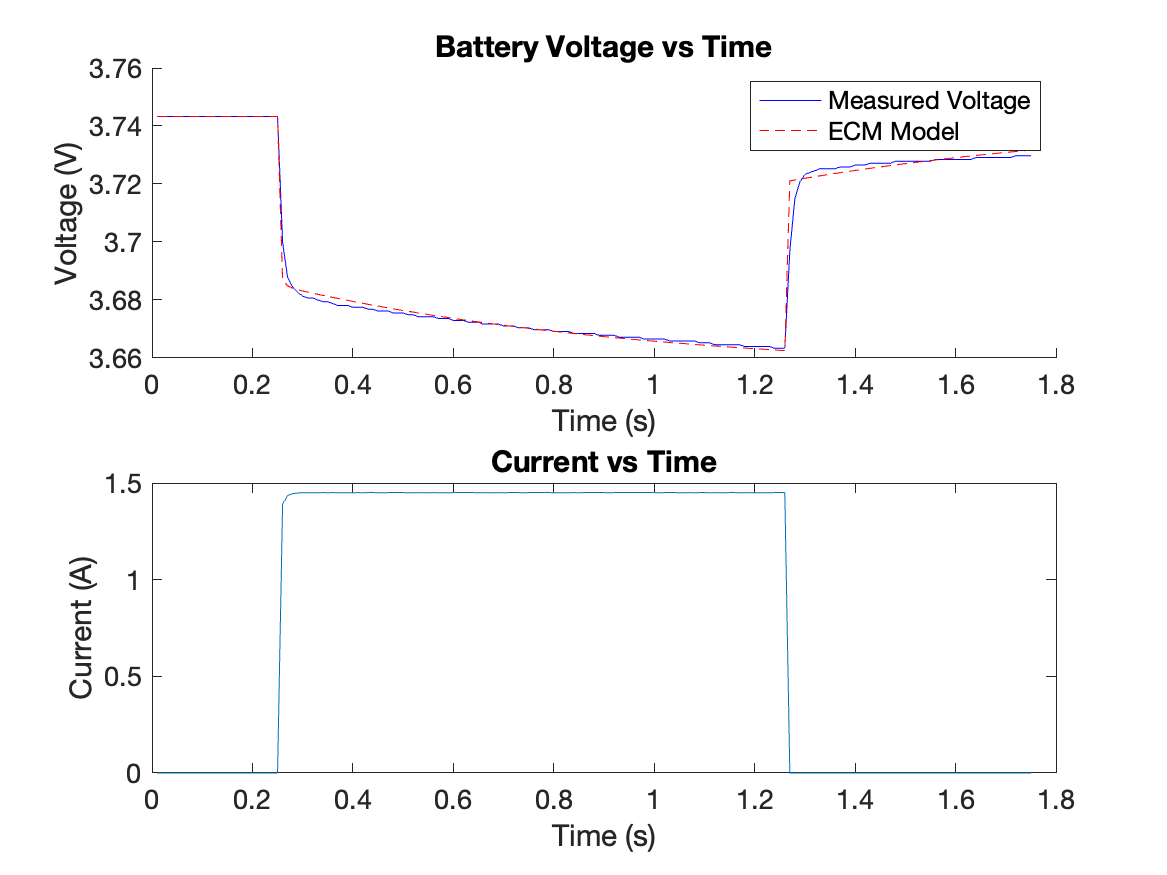 Battery Voltage vs Time
3.76
3.74
3.72
3.7
3.68
3.66
Voltage (V)
Measured Voltage
ECM Model
0 0.2 0.4 0.6 0.8 1 1.2 1.4 1.6 1.8
Time (s)
Current vs Time
1.5
1
0.5
0
Current (A)
0 0.2 0.4 0.6 0.8 1 1.2 1.4 1.6 1.8
Time (s)